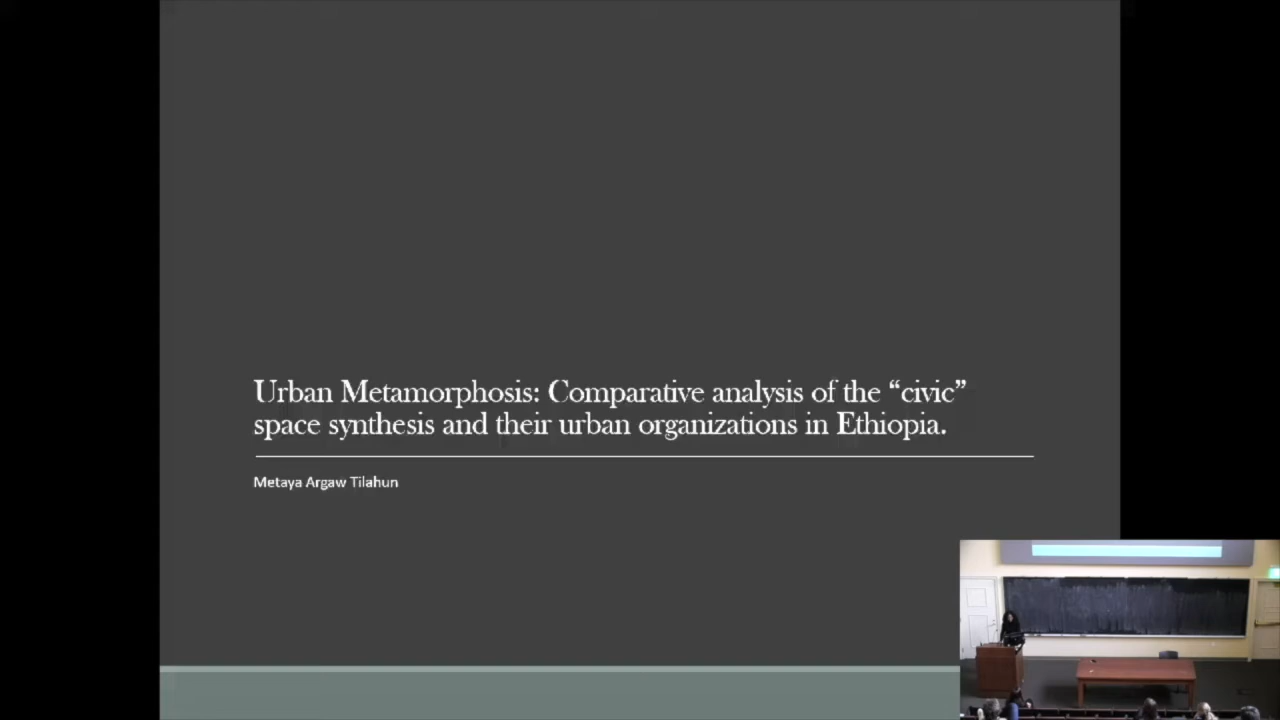 Urban Metamorphosis: Comparative analysis of the “civic”
space synthesis and their urban organizations in Ethiopia.
Metaya Argaw Tilahun